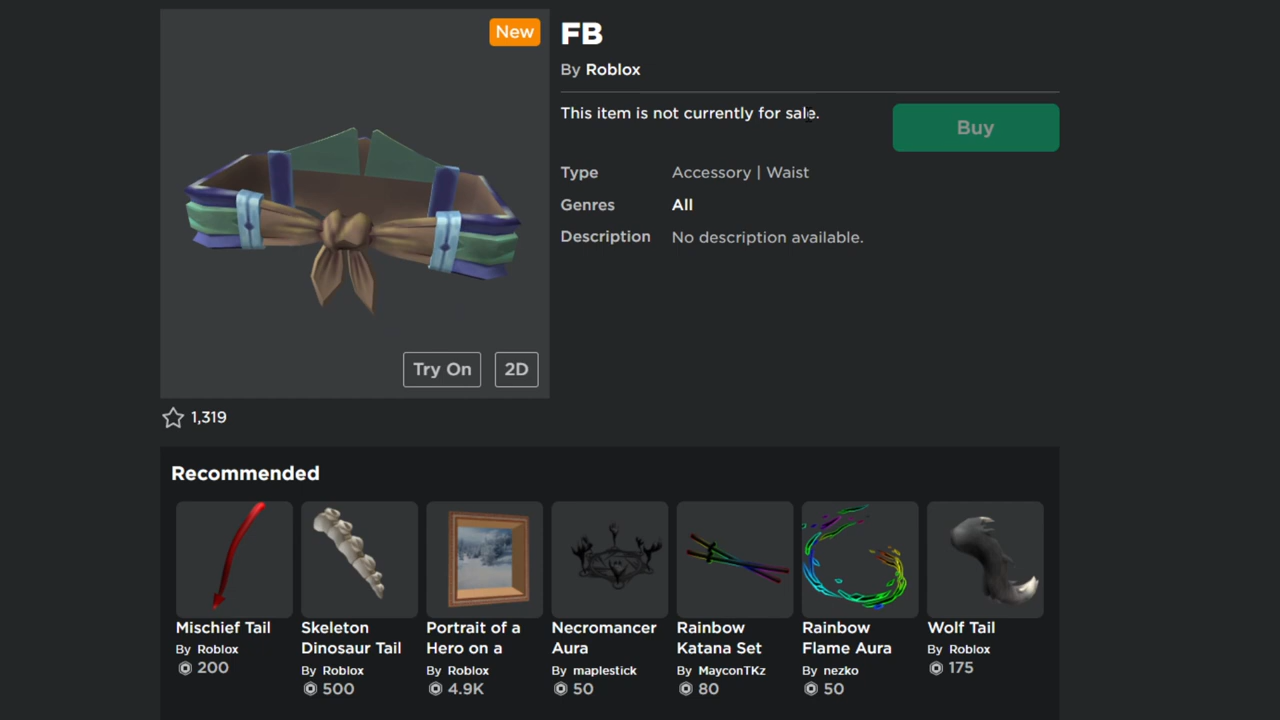 New
FB
By Roblox
This item is not currently for sale.
Buy
Type Accessory | Waist
Genres All
Description No description available.
Try On
2D
1,319
Recommended
Mischief Tail
By Roblox
200
Skeleton
Dinosaur Tail
By Roblox
500
Portrait of a
Hero on a
By Roblox
4.9K
Necromancer
Aura
By maplestick
50
Rainbow
Katana Set
By MayconTKz
80
Rainbow
Flame Aura
By nezko
50
Wolf Tail
By Roblox
175